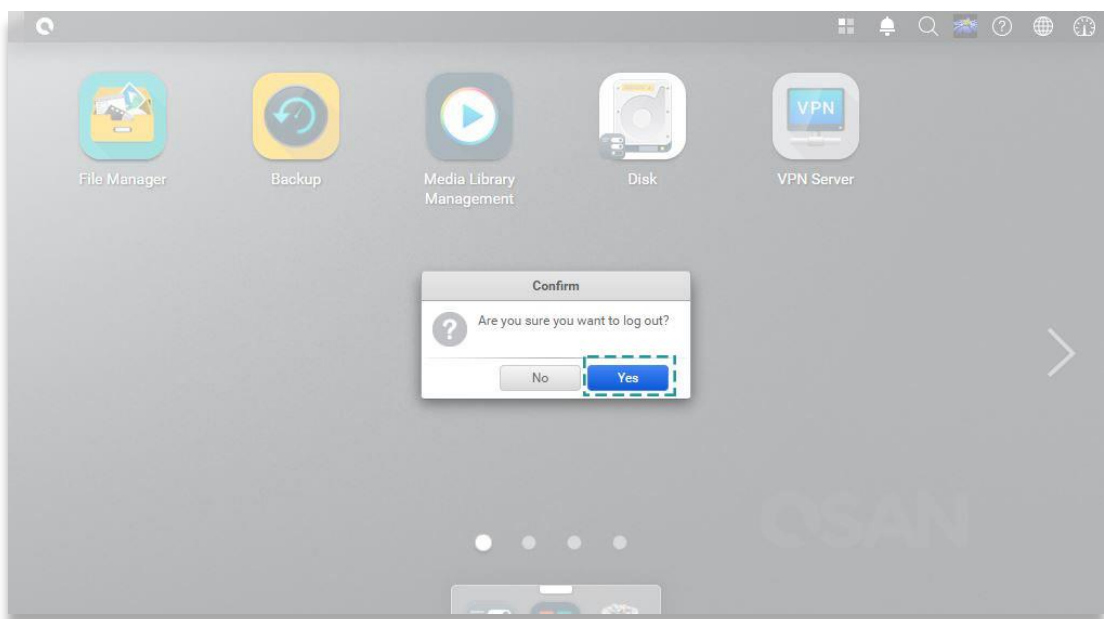 File Manager
Backup
Media Library
Management
Disk
VPN
VPN Server
Confirm
Are you sure you want to log out?
No
Yes
QSAN